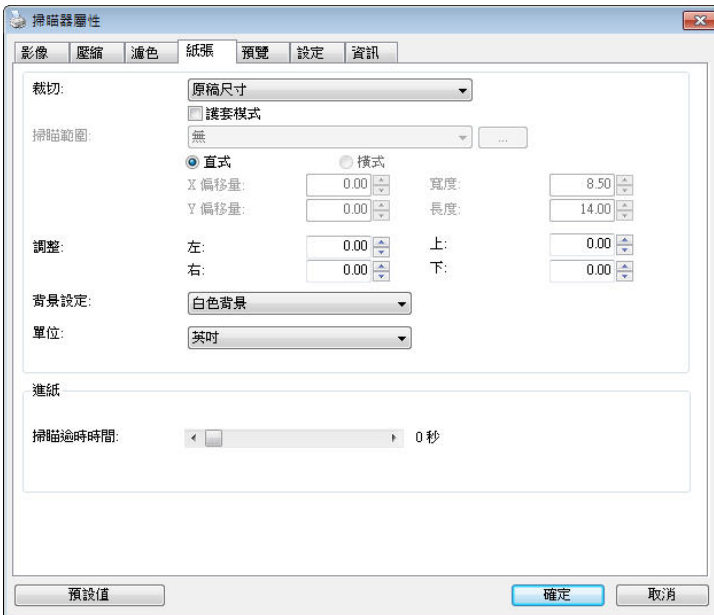 掃瞄器屬性
影像 壓縮 濾色 紙張 預覽 設定 資訊
裁切: 原稿尺寸
護套模式
掃瞄範圍: 無 ...
直式 橫式
X 偏移量: 0.00 寬度: 8.50
Y 偏移量: 0.00 長度: 14.00
調整: 左: 0.00 上: 0.00
右: 0.00 下: 0.00
背景設定: 白色背景
單位: 英吋
進紙
掃瞄逾時時間: 0 秒
預設值 確定 取消